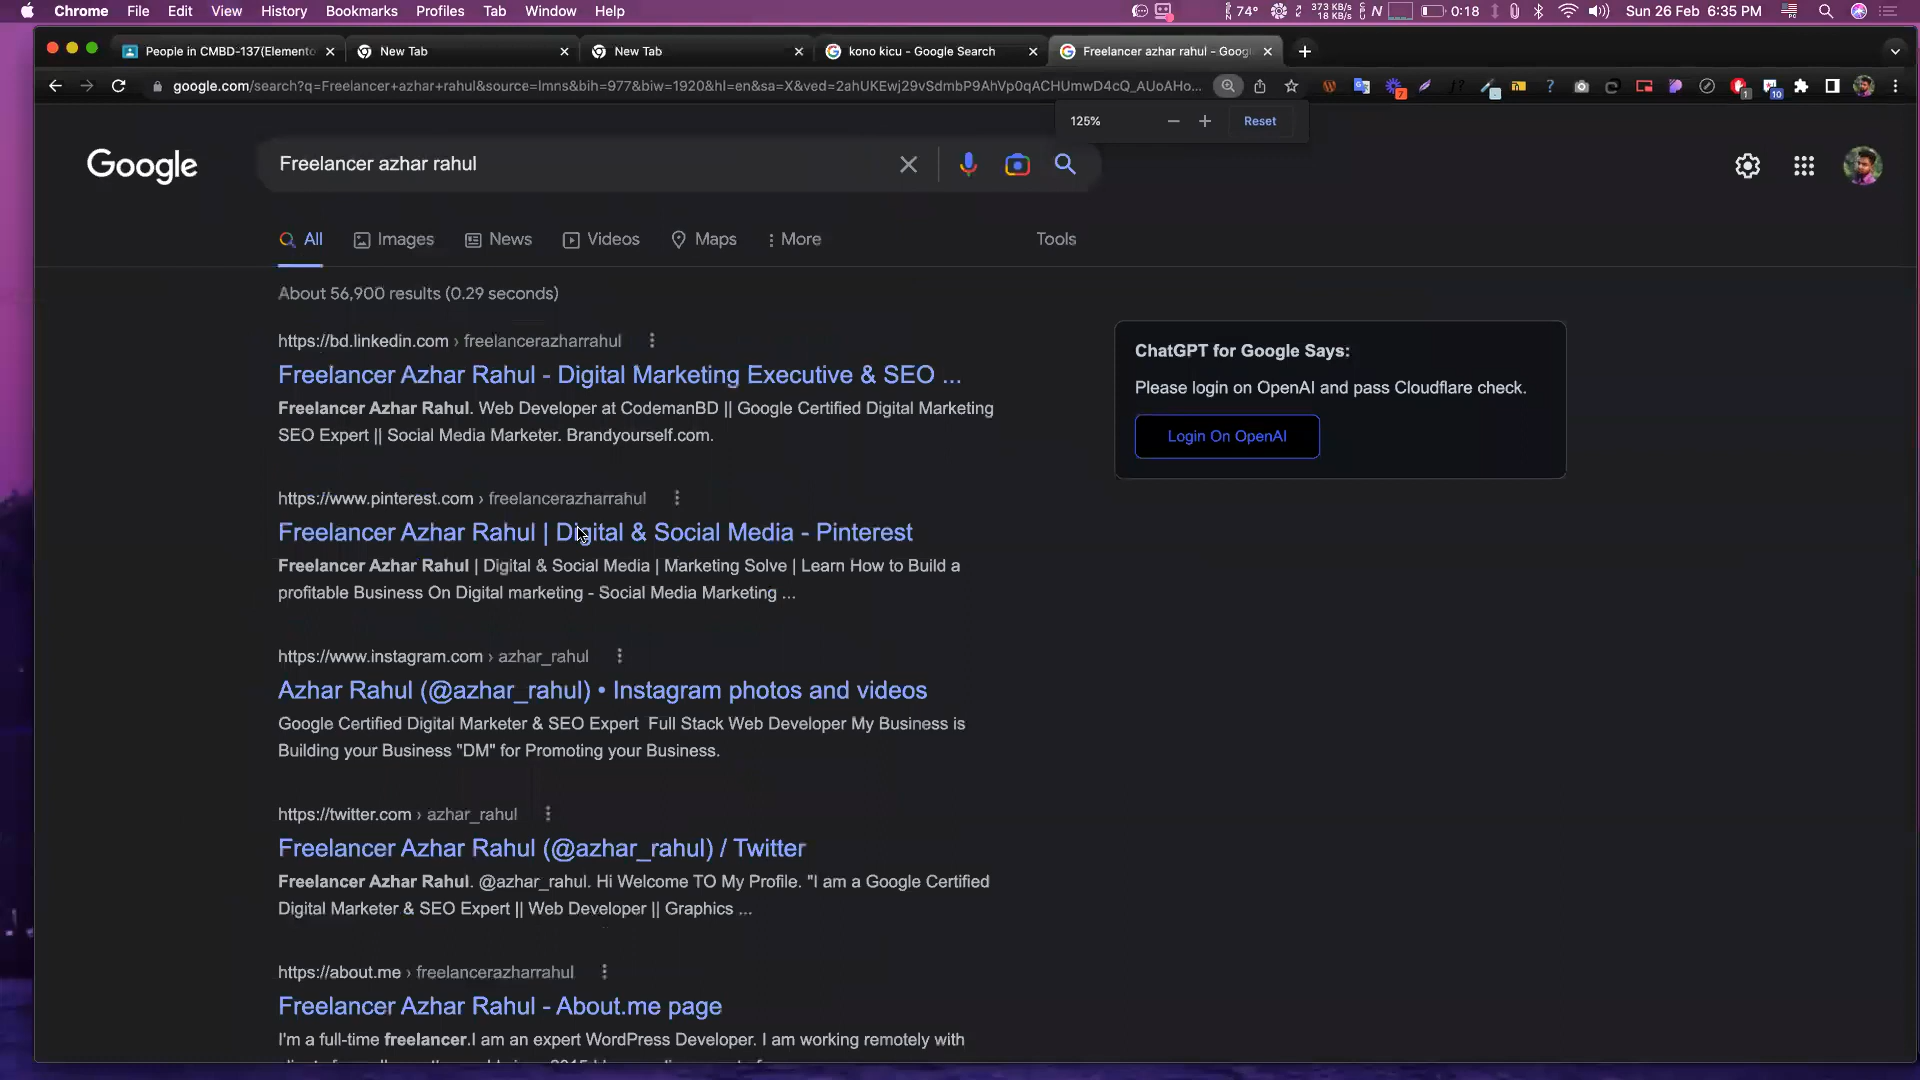 Chrome File Edit View History Bookmarks Profiles Tab Window Help
74° 373 KB/s 18 KB/s N 0:18 Sun 26 Feb 6:35 PM
People in CMBD-137(Elemento
New Tab
New Tab
kono kicu - Google Search
Freelancer azhar rahul - Goog
google.com/search?q=Freelancer+azhar+rahul&source=lmns&bih=977&biw=1920&hl=en&sa=X&ved=2ahUKEwj29vSdmbP9AhVp0qACHUmwD4cQ_AUoAHo...
125% Reset
Google
Freelancer azhar rahul
All Images News Videos Maps More Tools
About 56,900 results (0.29 seconds)
https://bd.linkedin.com › freelancerazharrahul
Freelancer Azhar Rahul - Digital Marketing Executive & SEO ...
Freelancer Azhar Rahul. Web Developer at CodemanBD || Google Certified Digital Marketing
SEO Expert || Social Media Marketer. Brandyourself.com.
ChatGPT for Google Says:
Please login on OpenAI and pass Cloudflare check.
Login On OpenAI
https://www.pinterest.com › freelancerazharrahul
Freelancer Azhar Rahul | Digital & Social Media - Pinterest
Freelancer Azhar Rahul | Digital & Social Media | Marketing Solve | Learn How to Build a
profitable Business On Digital marketing - Social Media Marketing ...
https://www.instagram.com › azhar_rahul
Azhar Rahul (@azhar_rahul) • Instagram photos and videos
Google Certified Digital Marketer & SEO Expert Full Stack Web Developer My Business is
Building your Business "DM" for Promoting your Business.
https://twitter.com › azhar_rahul
Freelancer Azhar Rahul (@azhar_rahul) / Twitter
Freelancer Azhar Rahul. @azhar_rahul. Hi Welcome TO My Profile. "I am a Google Certified
Digital Marketer & SEO Expert || Web Developer || Graphics ...
https://about.me › freelancerazharrahul
Freelancer Azhar Rahul - About.me page
I'm a full-time freelancer.I am an expert WordPress Developer. I am working remotely with